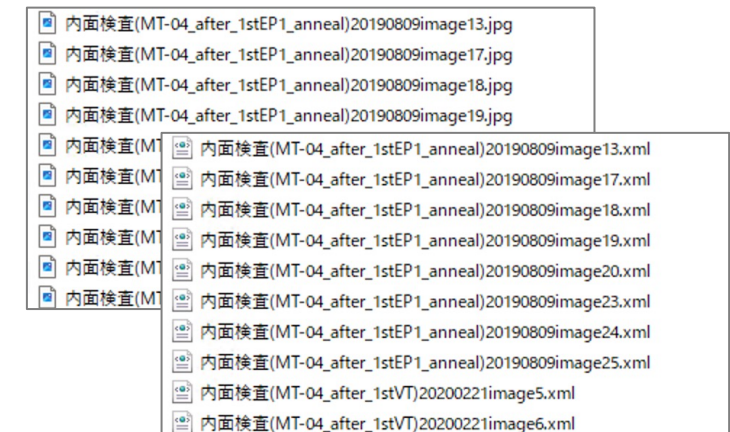 内面検査(MT-04_after_1stEP1_anneal)20190809image13.jpg
内面検査(MT-04_after_1stEP1_anneal)20190809image17.jpg
内面検査(MT-04_after_1stEP1_anneal)20190809image18.jpg
内面検査(MT-04_after_1stEP1_anneal)20190809image19.jpg
内面検査(MT
内面検査(MT
内面検査(MT
内面検査(MT
内面検査(MT
内面検査(MT
内面検査(MT-04_after_1stEP1_anneal)20190809image13.xml
内面検査(MT-04_after_1stEP1_anneal)20190809image17.xml
内面検査(MT-04_after_1stEP1_anneal)20190809image18.xml
内面検査(MT-04_after_1stEP1_anneal)20190809image19.xml
内面検査(MT-04_after_1stEP1_anneal)20190809image20.xml
内面検査(MT-04_after_1stEP1_anneal)20190809image23.xml
内面検査(MT-04_after_1stEP1_anneal)20190809image24.xml
内面検査(MT-04_after_1stEP1_anneal)20190809image25.xml
内面検査(MT-04_after_1stVT)20200221image5.xml
内面検査(MT-04_after_1stVT)20200221image6.xml